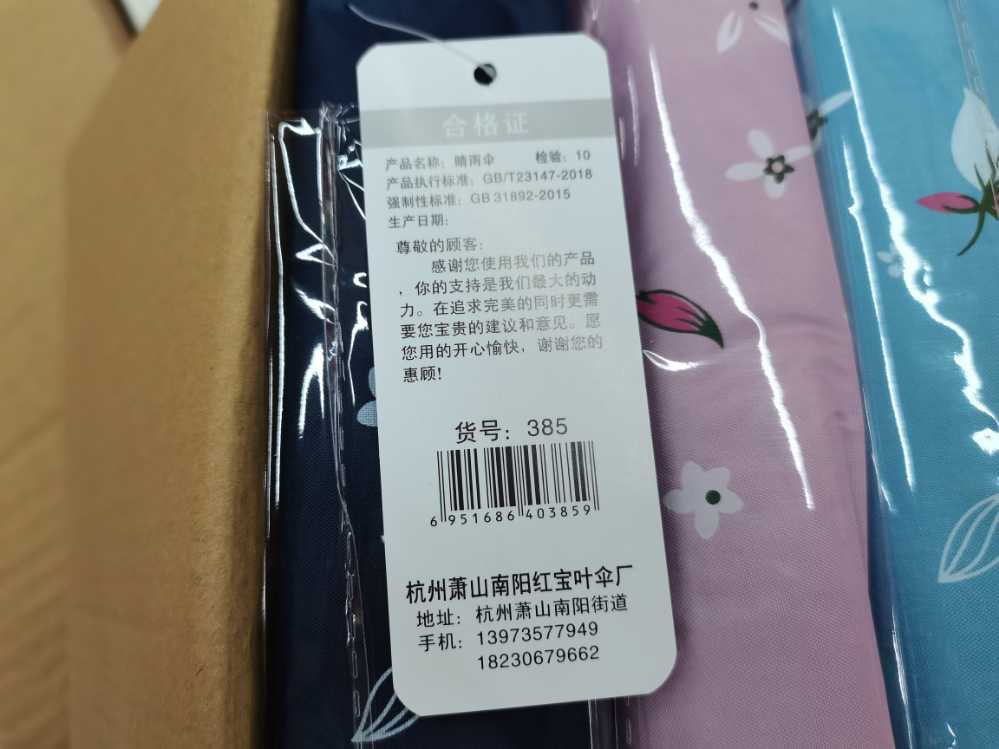 合格证
产品名称：晴雨伞 检验：10
产品执行标准：GB/T23147-2018
强制性标准：GB 31892-2015
生产日期：
尊敬的顾客：
感谢您使用我们的产品
，你的支持是我们最大的动
力。在追求完美的同时更需
要您宝贵的建议和意见。愿
您用的开心愉快，谢谢您的
惠顾！
货号：385
6 951686 403859
杭州萧山南阳红宝叶伞厂
地址：杭州萧山南阳街道
手机：13973577949
18230679662